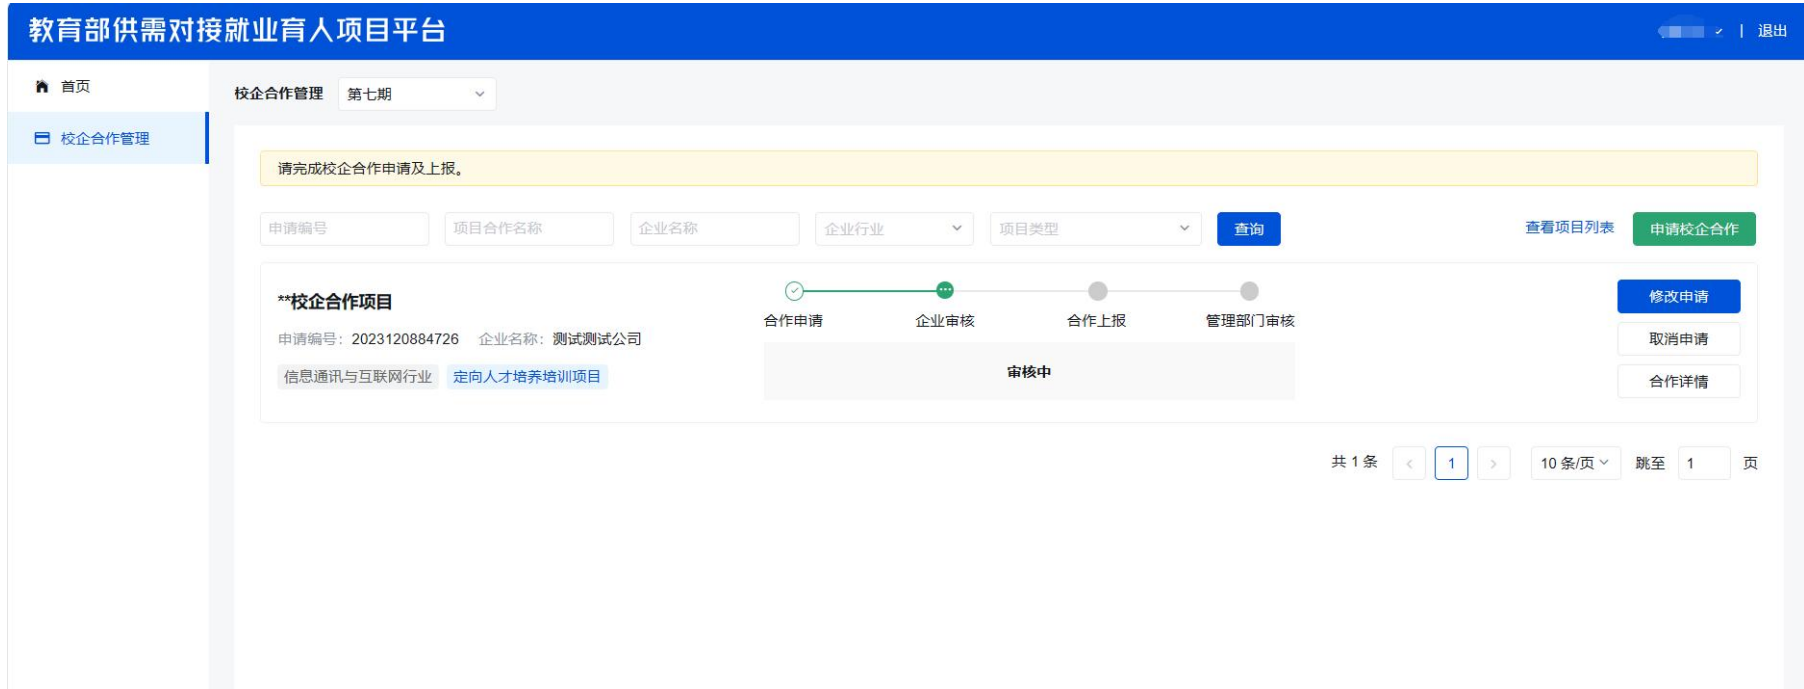 教育部供需对接就业育人项目平台
| 退出
首页
校企合作管理
校企合作管理 第七期
请完成校企合作申请及上报。
申请编号 项目合作名称 企业名称 企业行业 项目类型 查询 查看项目列表 申请校企合作
**校企合作项目
申请编号：2023120884726 企业名称：测试测试公司
信息通讯与互联网行业 定向人才培养培训项目
合作申请 企业审核 合作上报 管理部门审核
审核中
修改申请
取消申请
合作详情
共 1 条 < 1 > 10 条/页 跳至 1 页